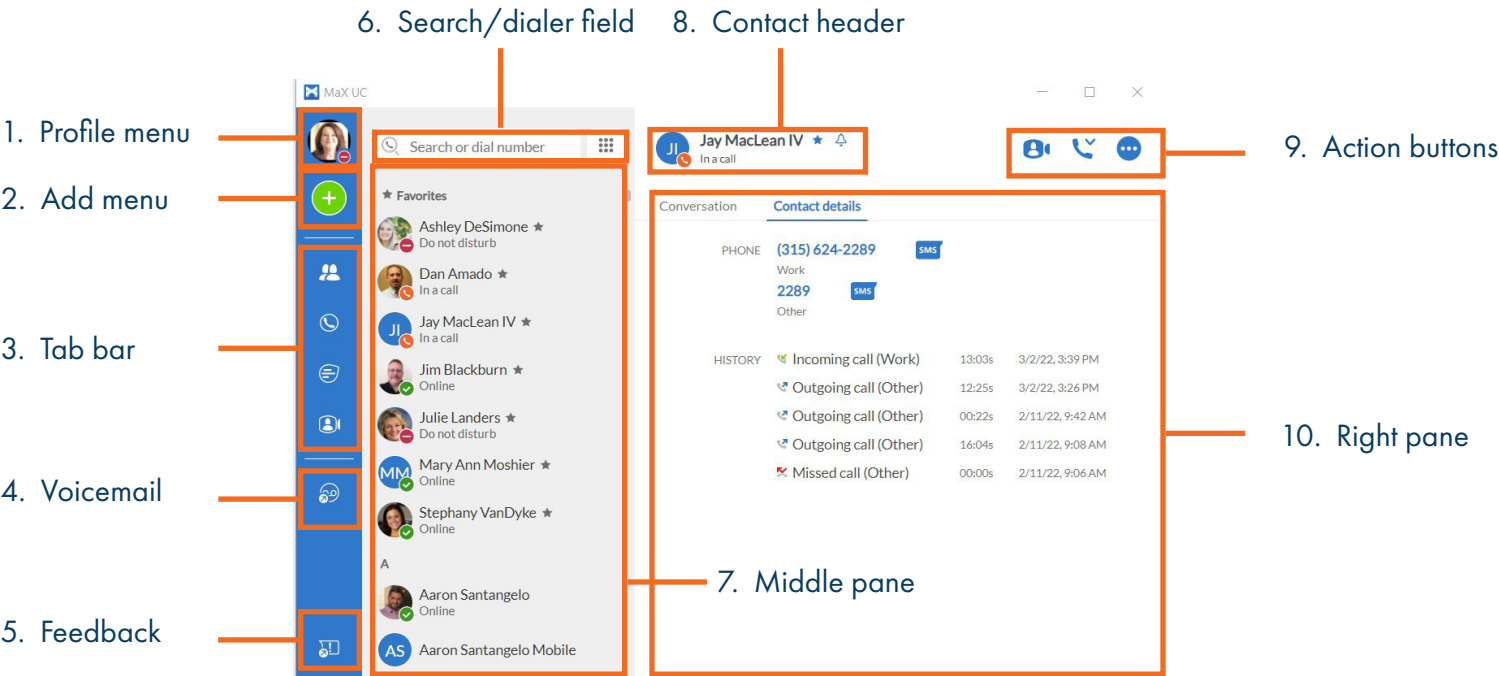 6. Search/dialer field
8. Contact header
MaX UC
1. Profile menu
2. Add menu
3. Tab bar
4. Voicemail
5. Feedback
Search or dial number
Favorites
Ashley DeSimone
Do not disturb
Dan Amado
In a call
JI
Jay MacLean IV
In a call
Jim Blackburn
Online
Julie Landers
Do not disturb
MM
Mary Ann Moshier
Online
Stephany VanDyke
Online
A
Aaron Santangelo
Online
AS
Aaron Santangelo Mobile
7. Middle pane
JI
Jay MacLean IV
In a call
9. Action buttons
Conversation Contact details
PHONE (315) 624-2289 SMS
Work
2289 SMS
Other
HISTORY Incoming call (Work) 13:03s 3/2/22, 3:39 PM
Outgoing call (Other) 12:25s 3/2/22, 3:26 PM
Outgoing call (Other) 00:22s 2/11/22, 9:42 AM
Outgoing call (Other) 16:04s 2/11/22, 9:08 AM
Missed call (Other) 00:00s 2/11/22, 9:06 AM
10. Right pane